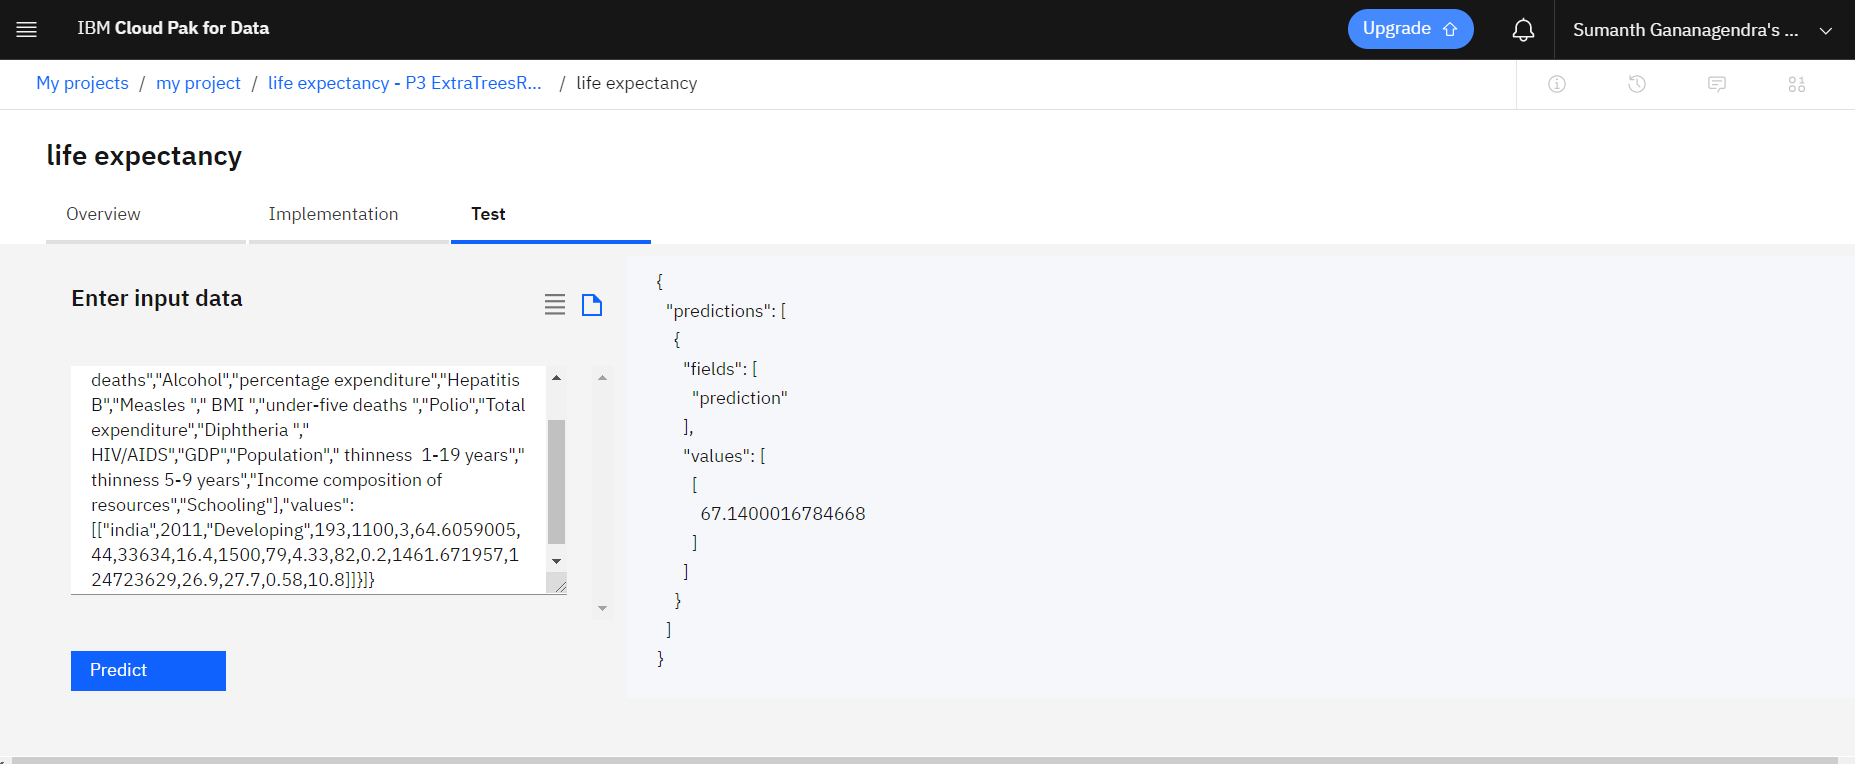 IBM Cloud Pak for Data
Upgrade
Sumanth Gananagendra's ...
My projects / my project / life expectancy - P3 ExtraTreesR... / life expectancy
life expectancy
Overview
Implementation
Test
Enter input data
deaths","Alcohol","percentage expenditure","Hepatitis
B","Measles "," BMI ","under-five deaths ","Polio","Total
expenditure","Diphtheria ","
HIV/AIDS","GDP","Population"," thinness  1-19 years","
thinness 5-9 years","Income composition of
resources","Schooling"],"values":
[["india",2011,"Developing",193,1100,3,64.6059005,
44,33634,16.4,1500,79,4.33,82,0.2,1461.671957,1
24723629,26.9,27.7,0.58,10.8]]}]}
Predict
{
"predictions": [
{
"fields": [
"prediction"
],
"values": [
[
67.1400016784668
]
]
}
]
}